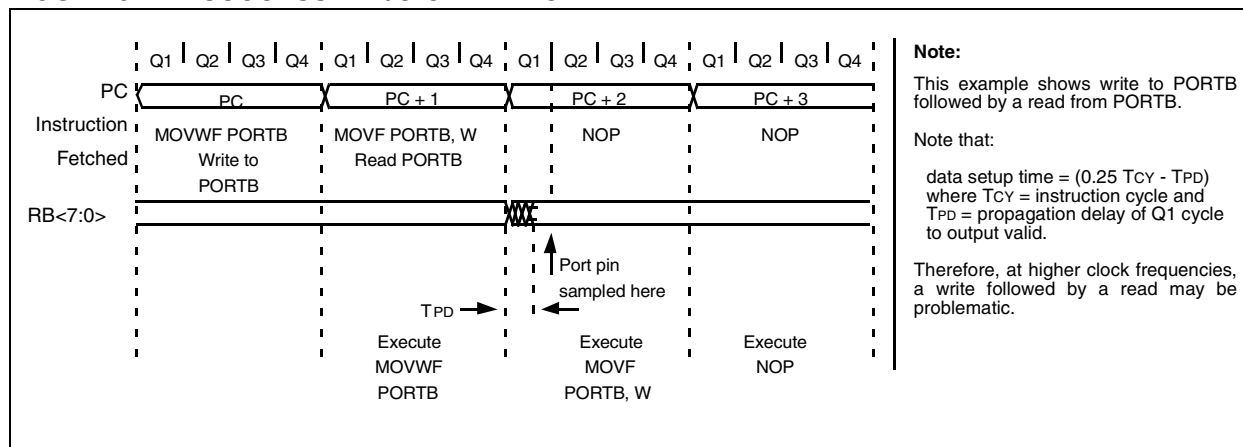 Q1 Q2 Q3 Q4 Q1 Q2 Q3 Q4 Q1 Q2 Q3 Q4 Q1 Q2 Q3 Q4
PC PC PC + 1 PC + 2 PC + 3
Instruction
Fetched
MOVWF PORTB
Write to
PORTB
MOVF PORTB, W
Read PORTB
NOP
NOP
RB<7:0>
Port pin
sampled here
TPD
Execute
MOVWF
PORTB
Execute
MOVF
PORTB, W
Execute
NOP
Note:
This example shows write to PORTB
followed by a read from PORTB.
Note that:
data setup time = (0.25 TCY - TPD)
where TCY = instruction cycle and
TPD = propagation delay of Q1 cycle
to output valid.
Therefore, at higher clock frequencies,
a write followed by a read may be
problematic.